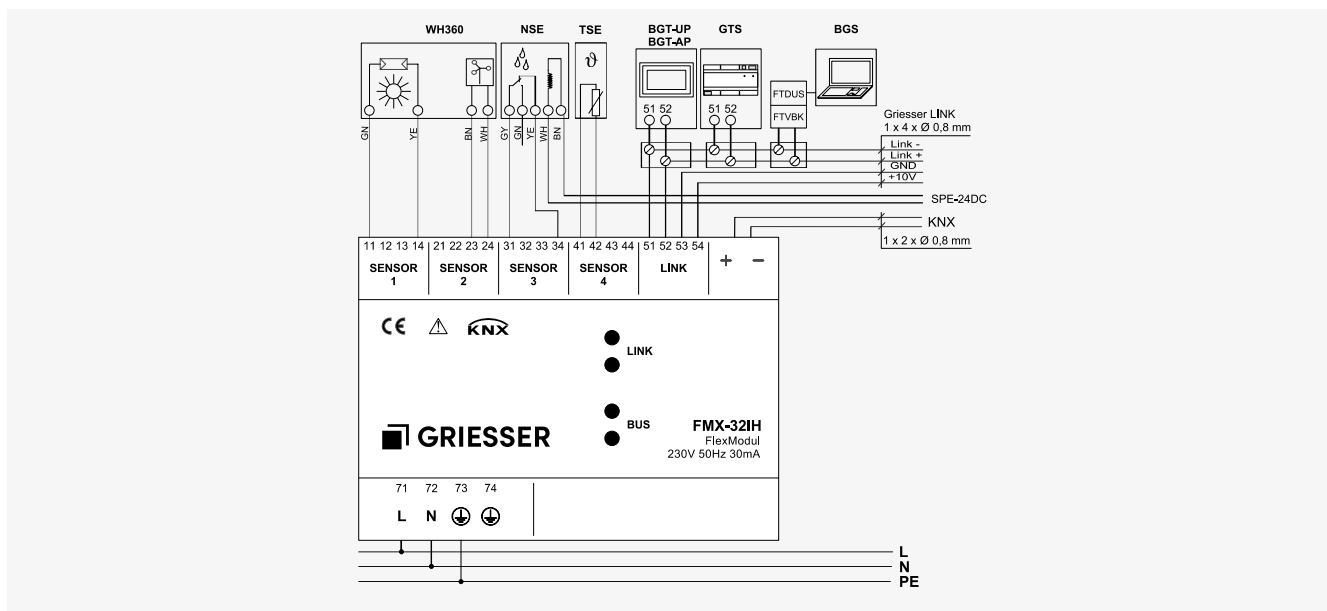 WH360 NSE TSE BGT-UP GTS BGS
BGT-AP
ϑ
51 52 51 52
FTDUS
FTVBK
Griesser LINK
1 x 4 x Ø 0,8 mm
GN YE BN WH GY GN YE WH BN
Link -
Link +
GND
+10V
SPE-24DC
KNX
1 x 2 x Ø 0,8 mm
11 12 13 14 21 22 23 24 31 32 33 34 41 42 43 44 51 52 53 54 + −
SENSOR SENSOR SENSOR SENSOR LINK
1 2 3 4
CE KNX
LINK
BUS
GRIESSER
FMX-32IH
FlexModul
230V 50Hz 30mA
71 72 73 74
L N
L
N
PE